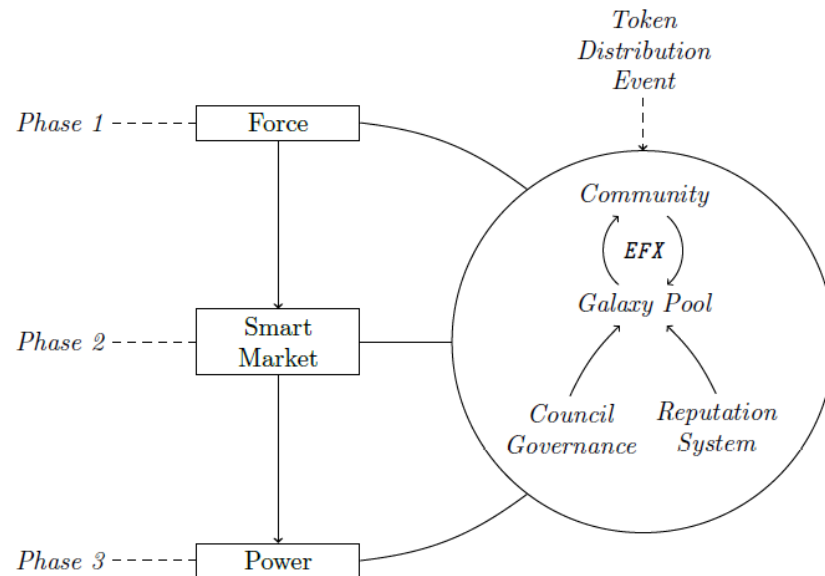 Token
Distribution
Event
Phase 1
Force
Community
EFX
Galaxy Pool
Phase 2
Smart
Market
Council
Governance
Reputation
System
Phase 3
Power